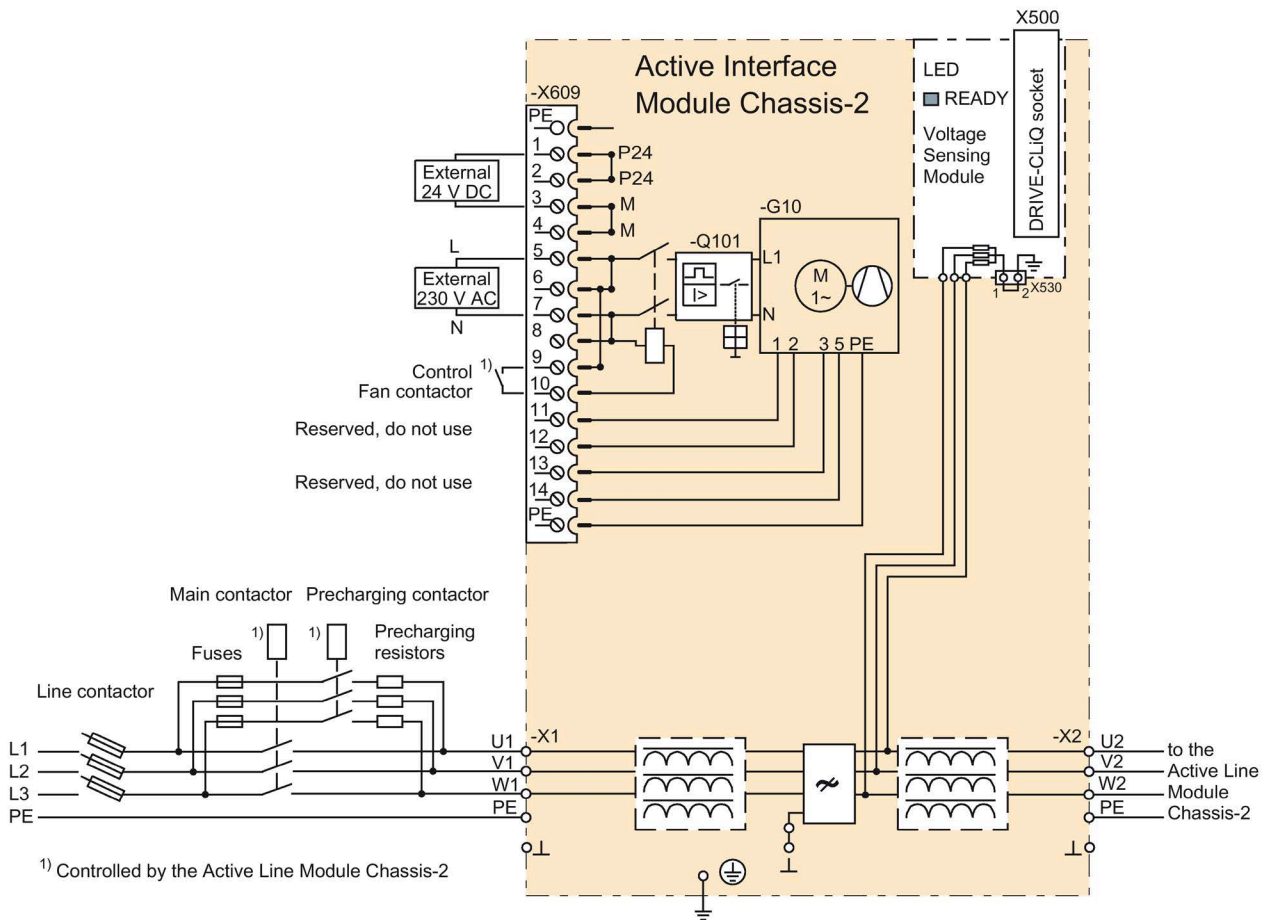 X500
Active Interface
Module Chassis-2
LED
READY
Voltage
Sensing
Module
DRIVE-CLiQ socket
-X609
PE
1
2
3
4
5
6
7
8
9
10
11
12
13
14
PE
P24
P24
M
M
External
24 V DC
L
External
230 V AC
N
1)
Control
Fan contactor
Reserved, do not use
Reserved, do not use
-Q101
I>
-G10
L1
N
M
1~
1 2 3 5 PE
1 2 X530
Main contactor
Precharging contactor
1)
1)
Fuses
Precharging
resistors
Line contactor
L1
L2
L3
PE
U1
V1
W1
PE
-X1
-X2
U2
V2
W2
PE
to the
Active Line
Module
Chassis-2
1) Controlled by the Active Line Module Chassis-2